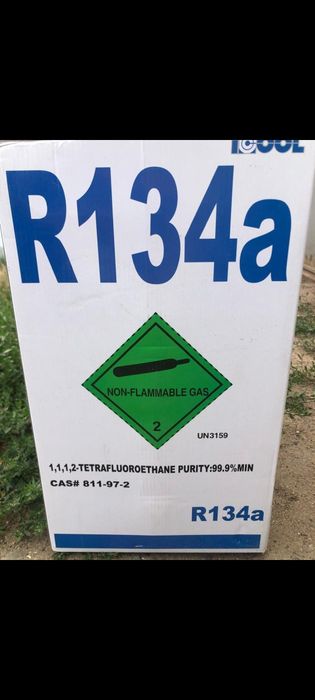 R134a
NON-FLAMMABLE GAS
2
UN3159
1,1,1,2-TETRAFLUOROETHANE PURITY:99.9%MIN
CAS# 811-97-2
R134a